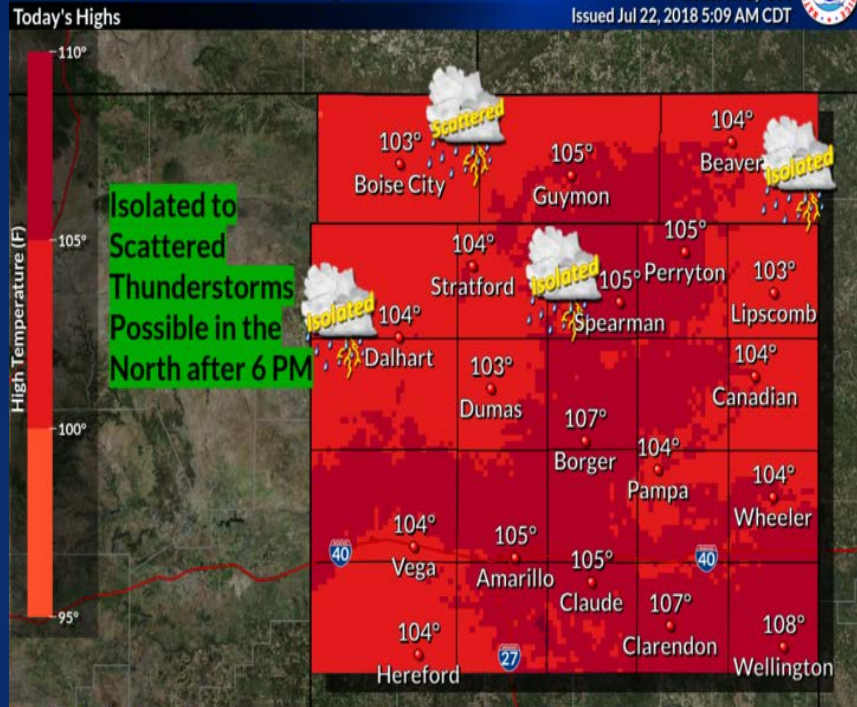 Today's Highs
Issued Jul 22, 2018 5:09 AM CDT
110°
105°
100°
95°
High Temperature (F)
Isolated to
Scattered
Thunderstorms
Possible in the
North after 6 PM
Scattered
103°
Boise City
105°
Guymon
104°
Beaver
Isolated
104°
Stratford
Isolated
105°
Spearman
105°
Perryton
103°
Lipscomb
Isolated
104°
Dalhart
103°
Dumas
107°
Borger
104°
Pampa
104°
Canadian
104°
Wheeler
40
104°
Vega
105°
Amarillo
105°
Claude
40
107°
Clarendon
108°
Wellington
104°
Hereford
27